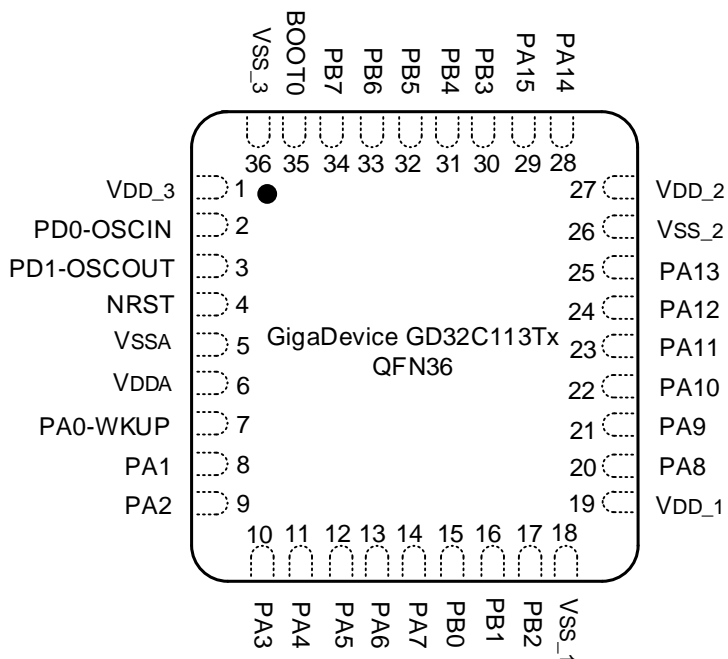 VSS_3
BOOT0
PB7
PB6
PB5
PB4
PB3
PA15
PA14
36 35 34 33 32 31 30 29 28
VDD_3 1
PD0-OSCIN 2
PD1-OSCOUT 3
NRST 4
VSSA 5
VDDA 6
PA0-WKUP 7
PA1 8
PA2 9
GigaDevice GD32C113Tx
QFN36
27 VDD_2
26 VSS_2
25 PA13
24 PA12
23 PA11
22 PA10
21 PA9
20 PA8
19 VDD_1
10 11 12 13 14 15 16 17 18
PA3
PA4
PA5
PA6
PA7
PB0
PB1
PB2
VSS_1